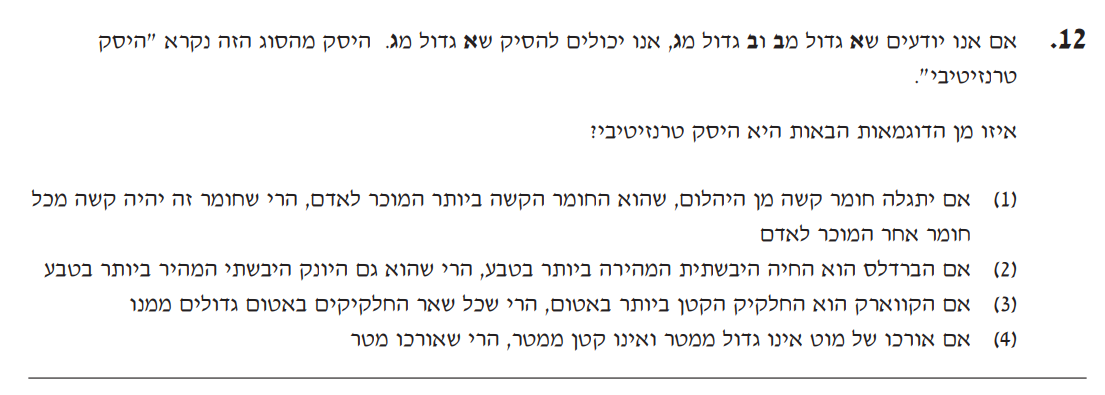 12. אם אנו יודעים שא גדול מב וב גדול מג, אנו יכולים להסיק שא גדול מג. היסק מהסוג הזה נקרא "היסק
טרנזיטיבי".
איזו מן הדוגמאות הבאות היא היסק טרנזיטיבי?
(1) אם יתגלה חומר קשה מן היהלום, שהוא החומר הקשה ביותר המוכר לאדם, הרי שחומר זה יהיה קשה מכל
חומר אחר המוכר לאדם
(2) אם הברדלס הוא החיה היבשתית המהירה ביותר בטבע, הרי שהוא גם היונק היבשתי המהיר ביותר בטבע
(3) אם הקווארק הוא החלקיק הקטן ביותר באטום, הרי שכל שאר החלקיקים באטום גדולים ממנו
(4) אם אורכו של מוט אינו גדול ממטר ואינו קטן ממטר, הרי שאורכו מטר